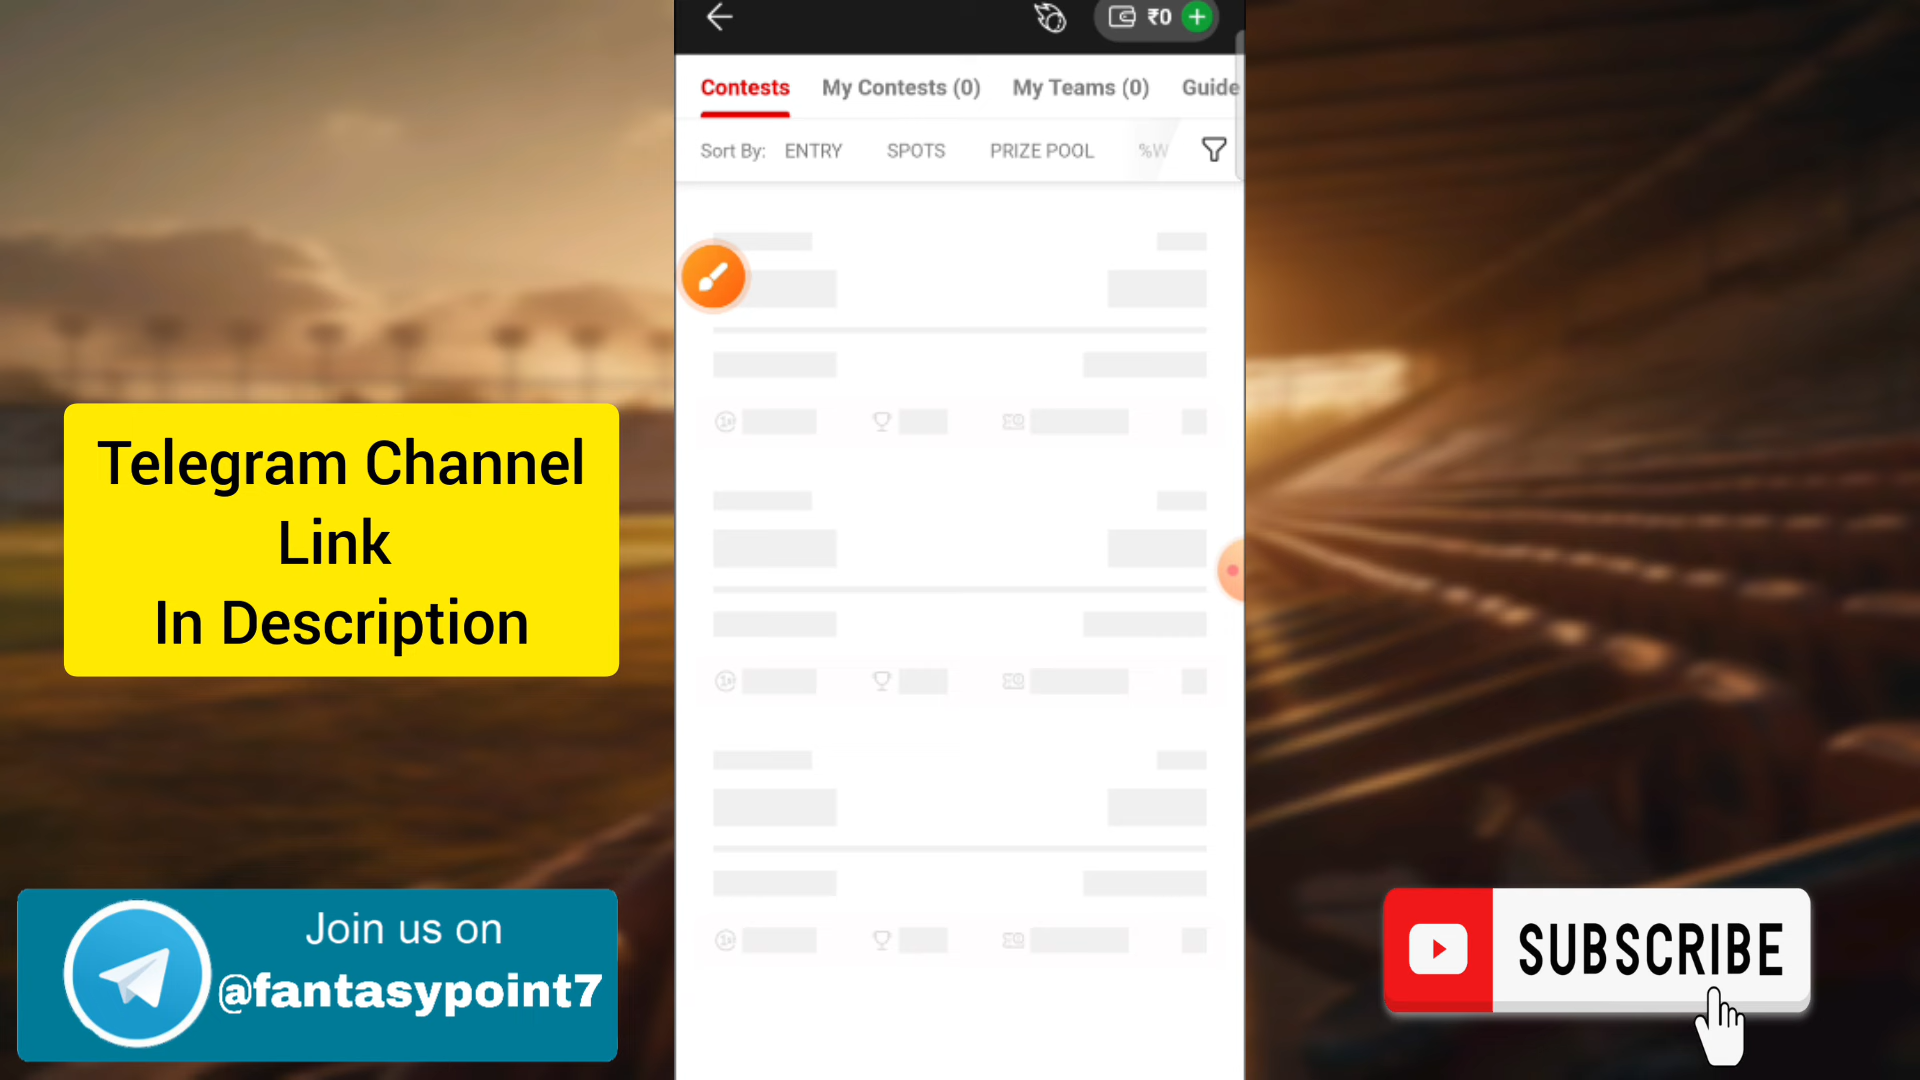 ₹0
Contests My Contests (0) My Teams (0) Guide
Sort By: ENTRY SPOTS PRIZE POOL %W
Telegram Channel
Link
In Description
Join us on
@fantasypoint7
SUBSCRIBE